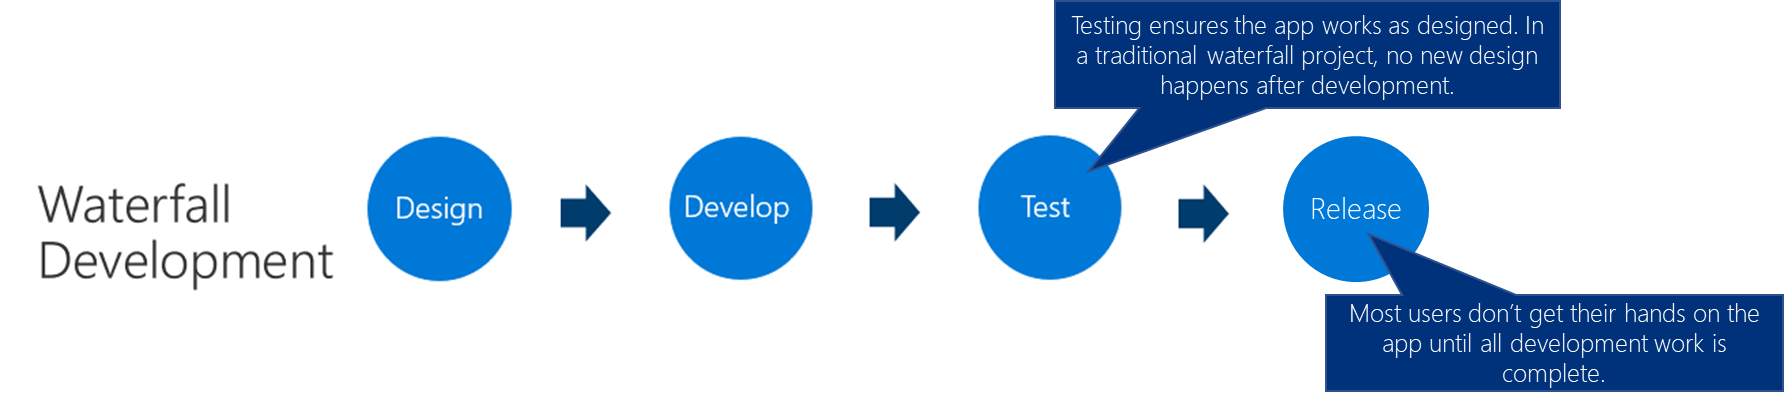 Testing ensures the app works as designed. In
a traditional waterfall project, no new design
happens after development.
Waterfall
Development
Design
Develop
Test
Release
Most users don’t get their hands on the
app until all development work is
complete.